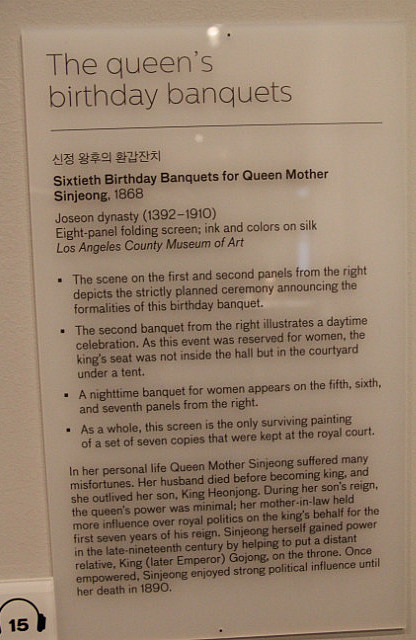 The queen's
birthday banquets
신정 왕후의 환갑잔치
Sixtieth Birthday Banquets for Queen Mother
Sinjeong, 1868
Joseon dynasty (1392–1910)
Eight-panel folding screen; ink and colors on silk
Los Angeles County Museum of Art
▪ The scene on the first and second panels from the right
depicts the strictly planned ceremony announcing the
formalities of this birthday banquet.
▪ The second banquet from the right illustrates a daytime
celebration. As this event was reserved for women, the
king's seat was not inside the hall but in the courtyard
under a tent.
▪ A nighttime banquet for women appears on the fifth, sixth,
and seventh panels from the right.
▪ As a whole, this screen is the only surviving painting
of a set of seven copies that were kept at the royal court.
In her personal life Queen Mother Sinjeong suffered many
misfortunes. Her husband died before becoming king, and
she outlived her son, King Heonjong. During her son's reign,
the queen's power was minimal; her mother-in-law held
more influence over royal politics on the king's behalf for the
first seven years of his reign. Sinjeong herself gained power
in the late-nineteenth century by helping to put a distant
relative, King (later Emperor) Gojong, on the throne. Once
empowered, Sinjeong enjoyed strong political influence until
her death in 1890.
15